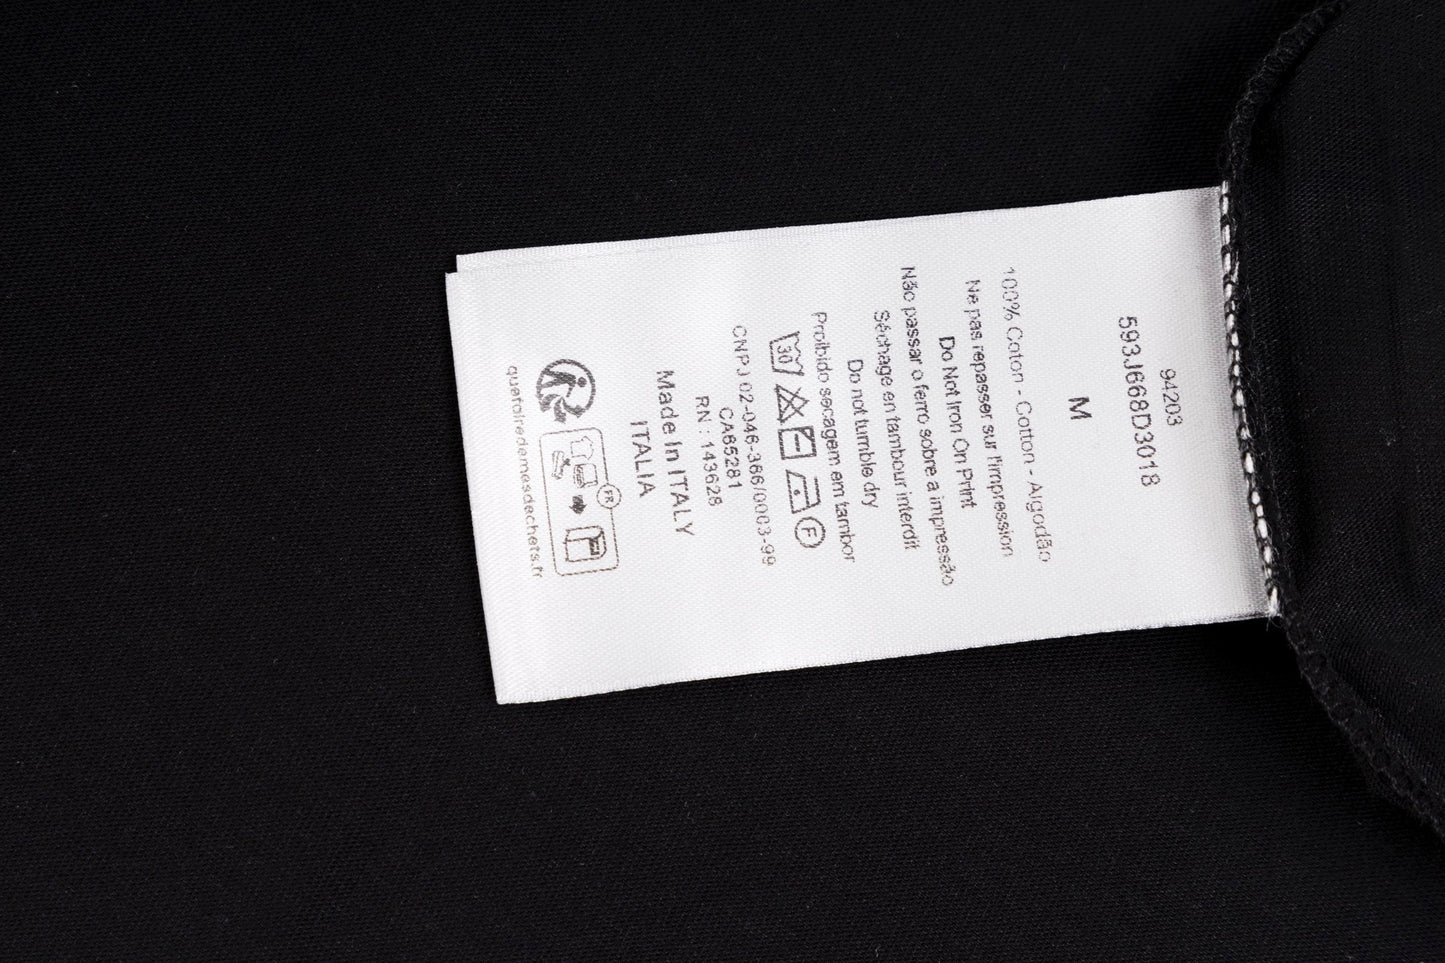 94203
593J668D3018
M
100% Coton - Cotton - Algodão
Ne pas repasser sur l'impression
Do Not Iron On Print
Não passar o ferro sobre a impressão
Séchage en tambour interdit
Do not tumble dry
Proibido secagem em tambor
30 F
CNPJ 02-046-366/0003-99
CA65281
RN : 143628
Made In ITALY
ITALIA
FR
quefairedemesdechets.fr